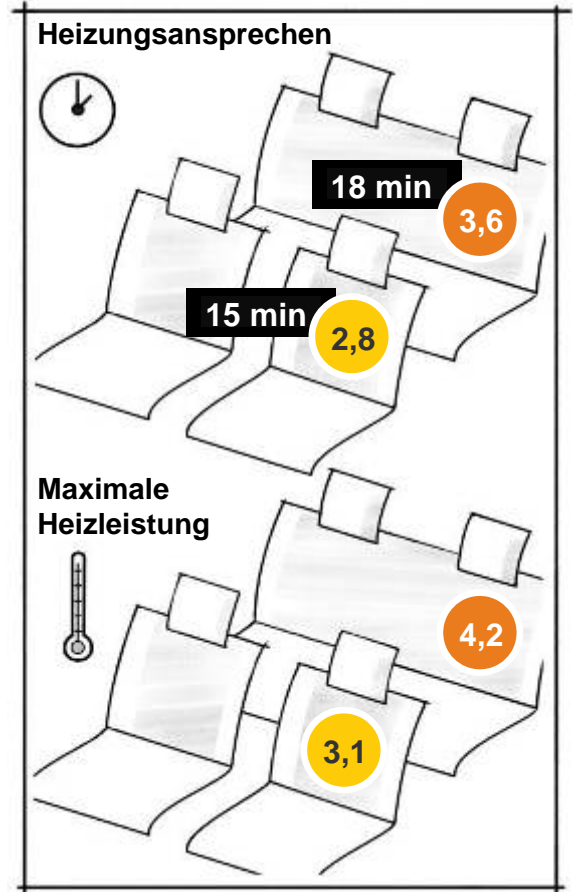 Heizungsansprechen
18 min
3,6
15 min
2,8
Maximale
Heizleistung
4,2
3,1